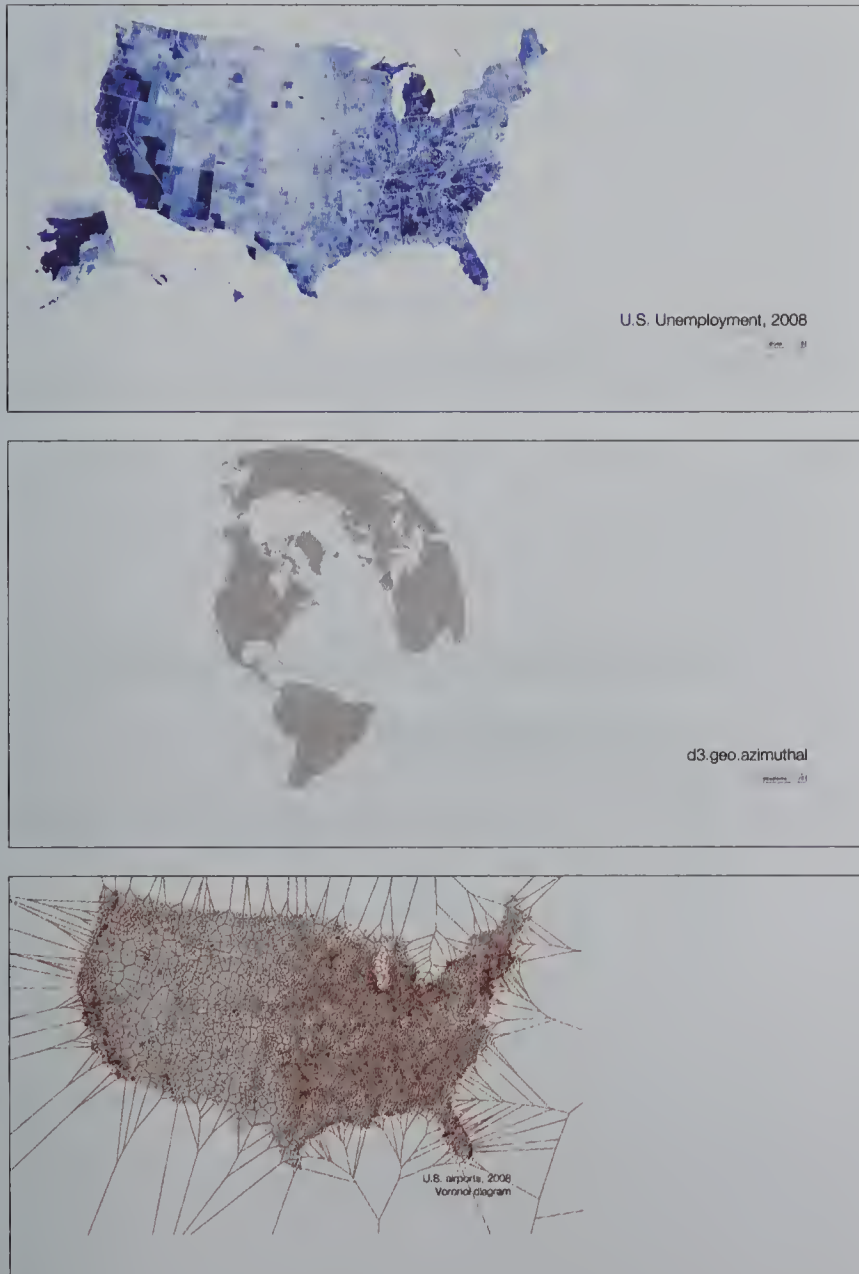 U.S. Unemployment, 2008
d3.geo.azimuthal
U.S. airports, 2008
Voronoi diagram